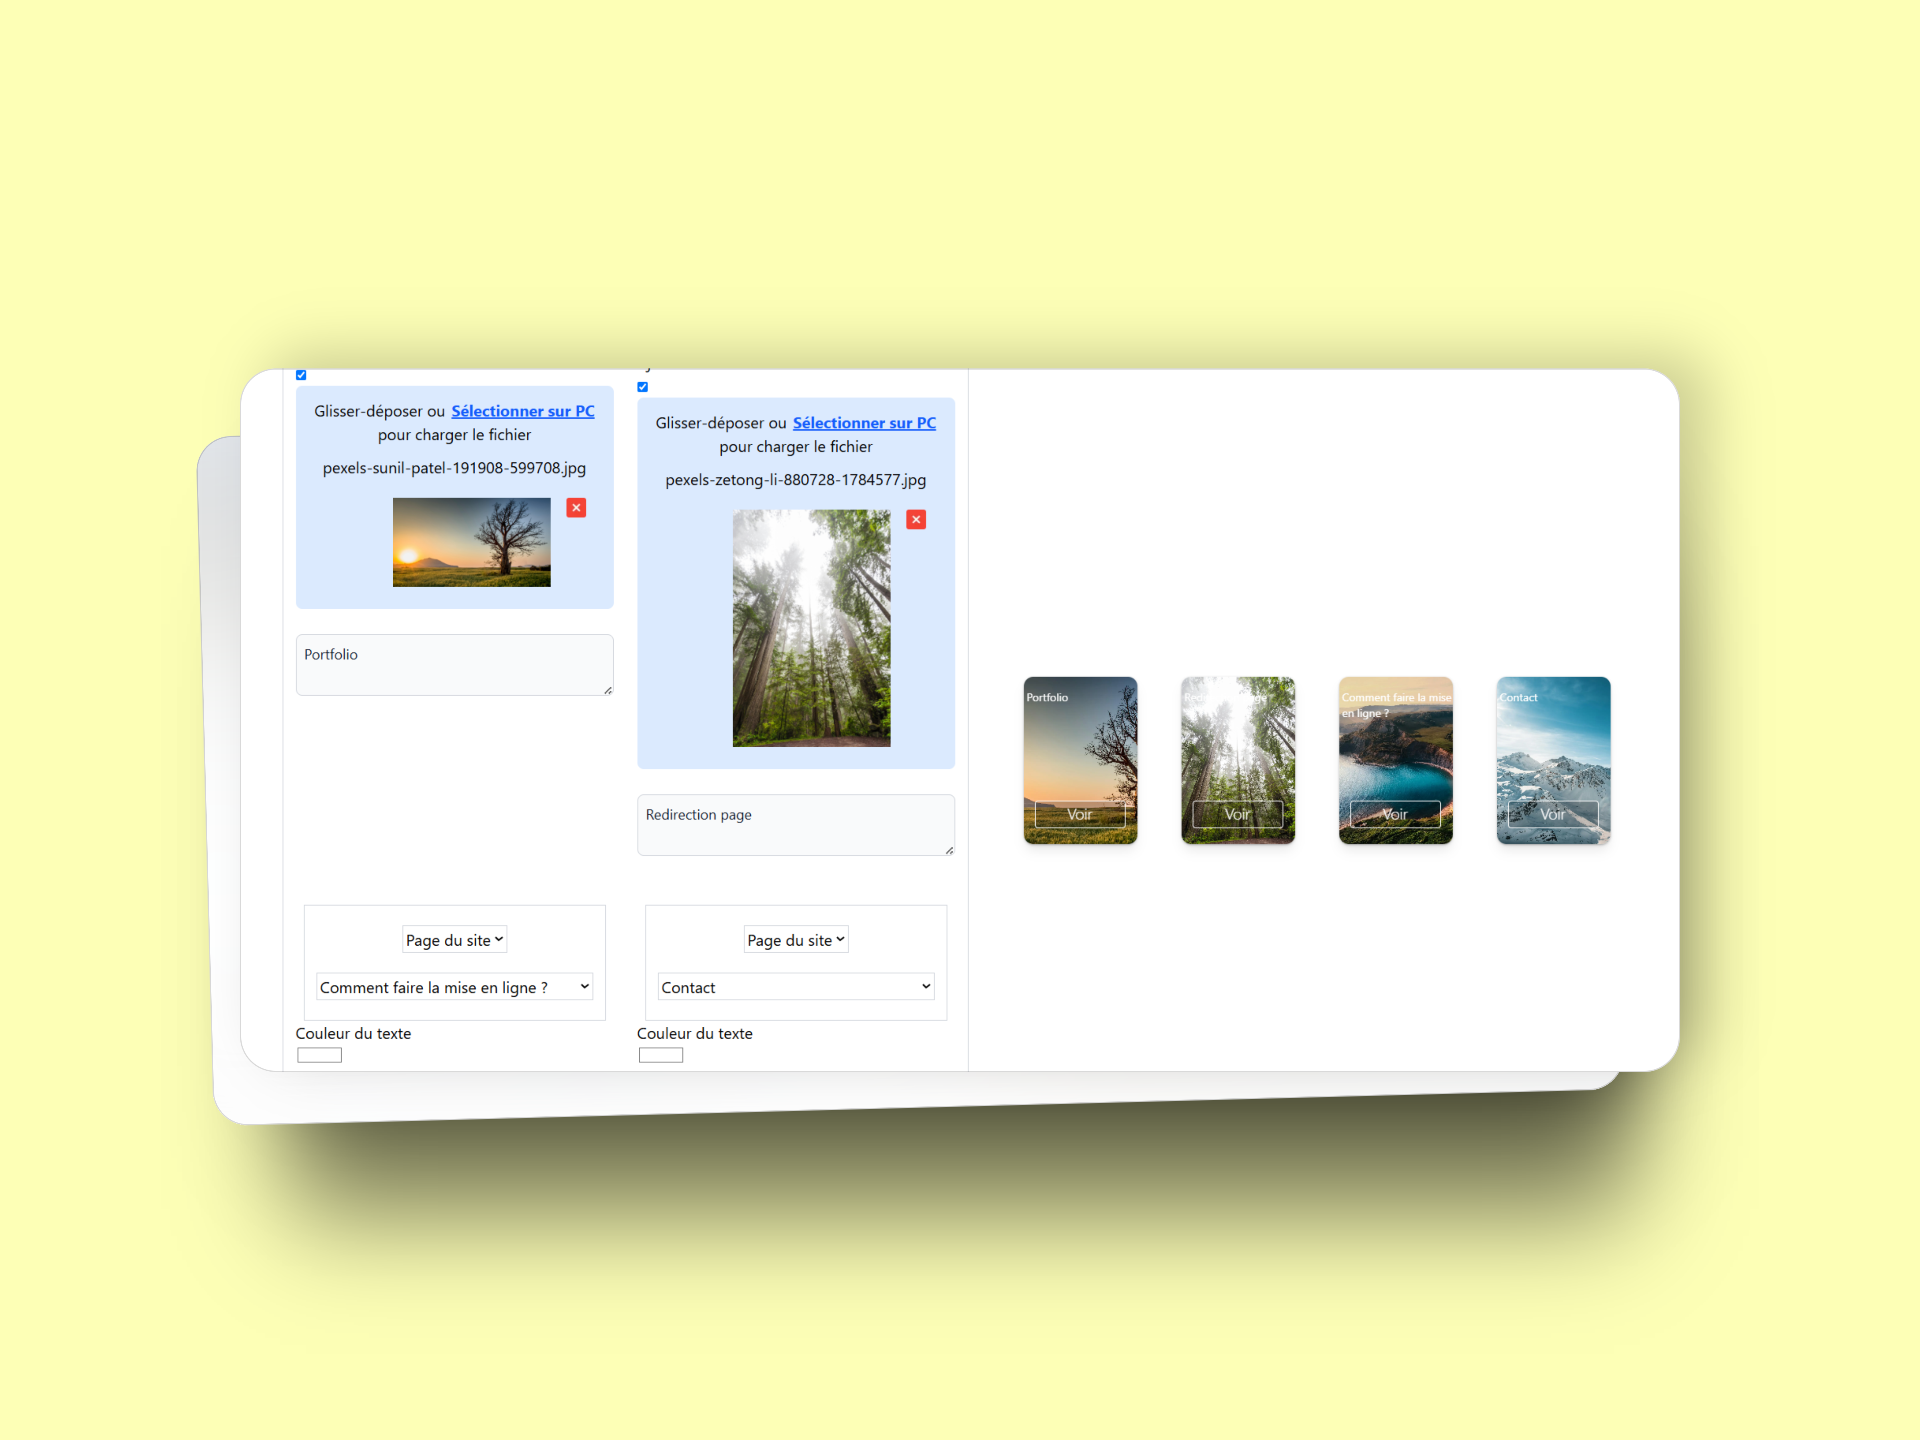 Glisser-déposer ou Sélectionner sur PC
pour charger le fichier
pexels-sunil-patel-191908-599708.jpg
Portfolio
Page du site
Comment faire la mise en ligne ?
Couleur du texte
Glisser-déposer ou Sélectionner sur PC
pour charger le fichier
pexels-zetong-li-880728-1784577.jpg
Redirection page
Page du site
Contact
Couleur du texte
Portfolio
Voir
Voir
Comment faire la mise
en ligne ?
Voir
Contact
Voir